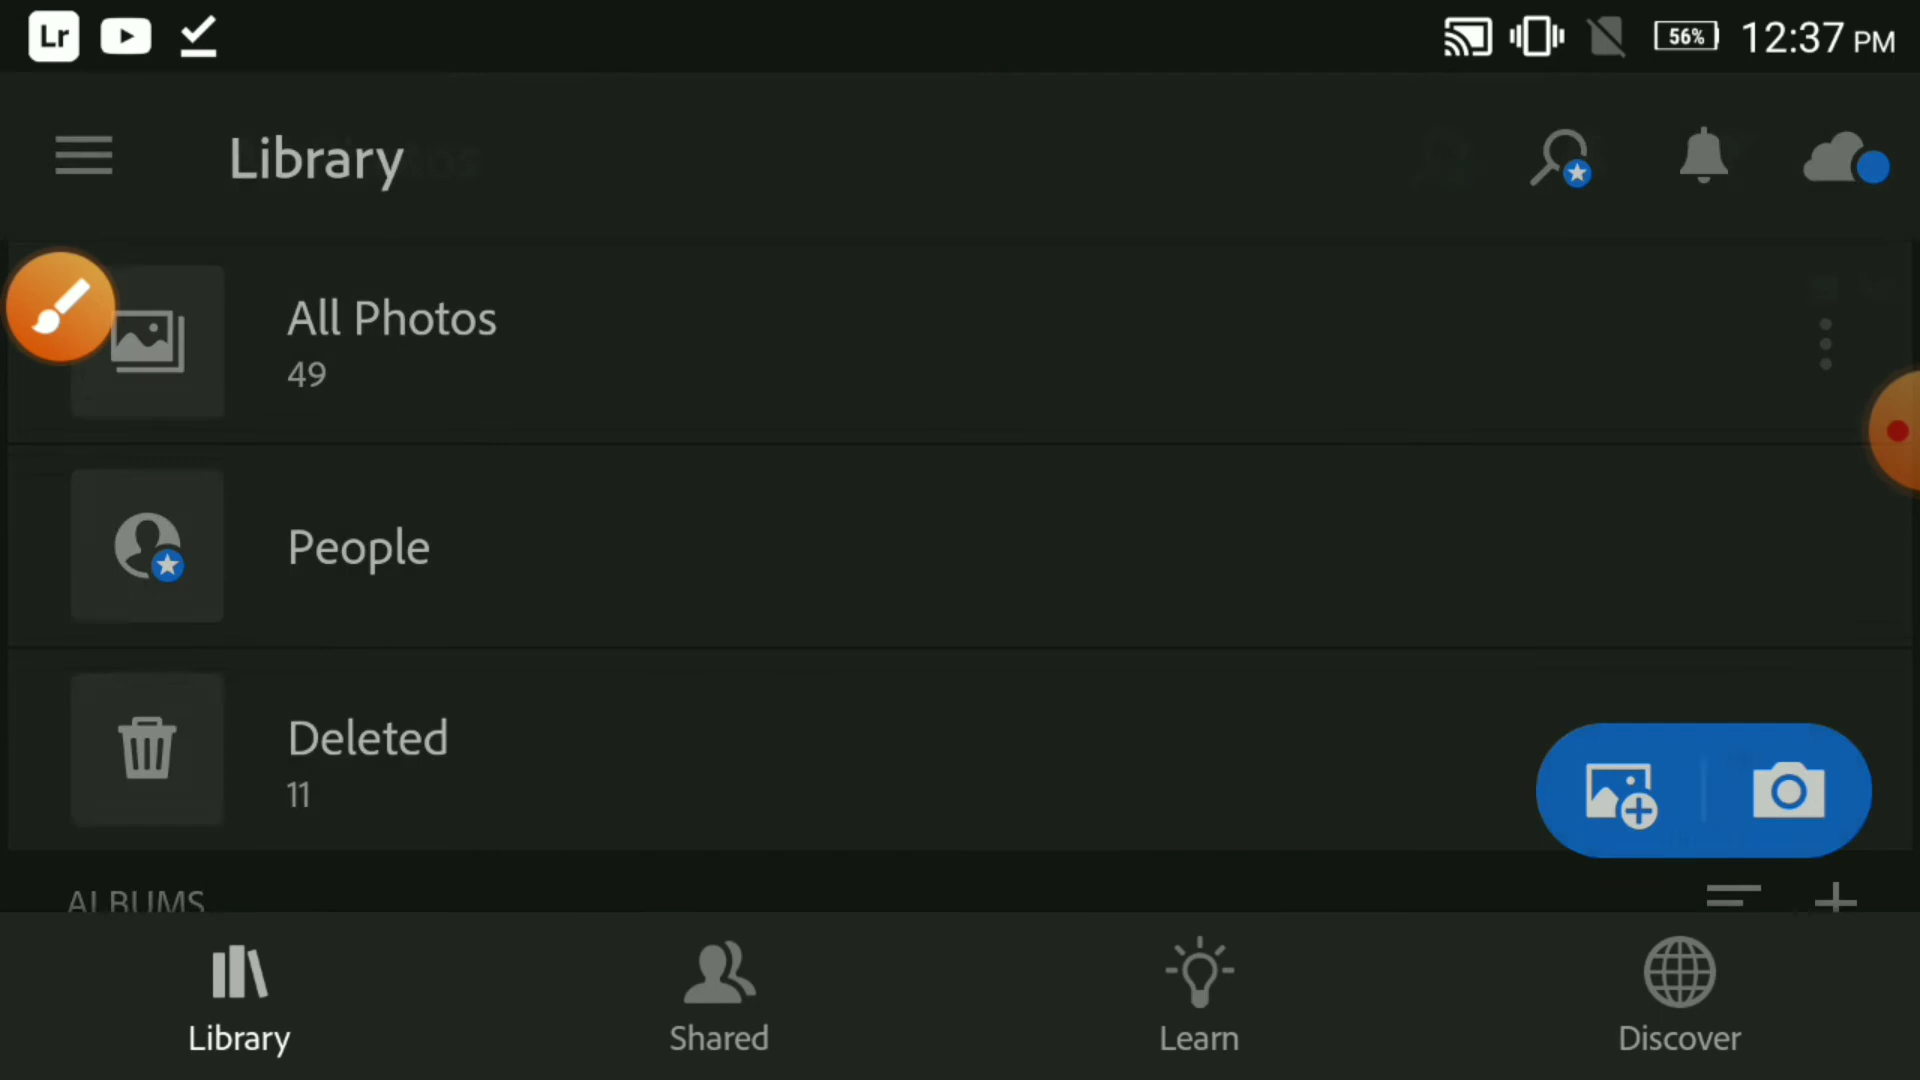 Lr
56% 12:37 PM
Library
All Photos
49
People
Deleted
11
ALBUMS
Library
Shared
Learn
Discover